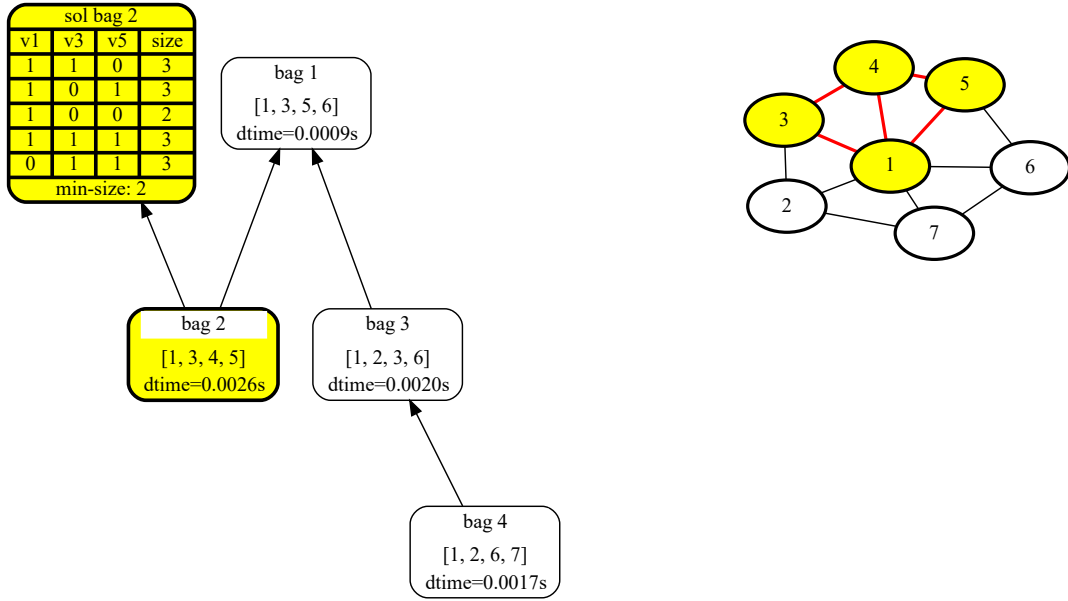 sol bag 2
v1 v3 v5 size
1 1 0 3
1 0 1 3
1 0 0 2
1 1 1 3
0 1 1 3
min-size: 2
bag 1
[1, 3, 5, 6]
dtime=0.0009s
bag 2
[1, 3, 4, 5]
dtime=0.0026s
bag 3
[1, 2, 3, 6]
dtime=0.0020s
bag 4
[1, 2, 6, 7]
dtime=0.0017s
4
5
3
1
6
2
7